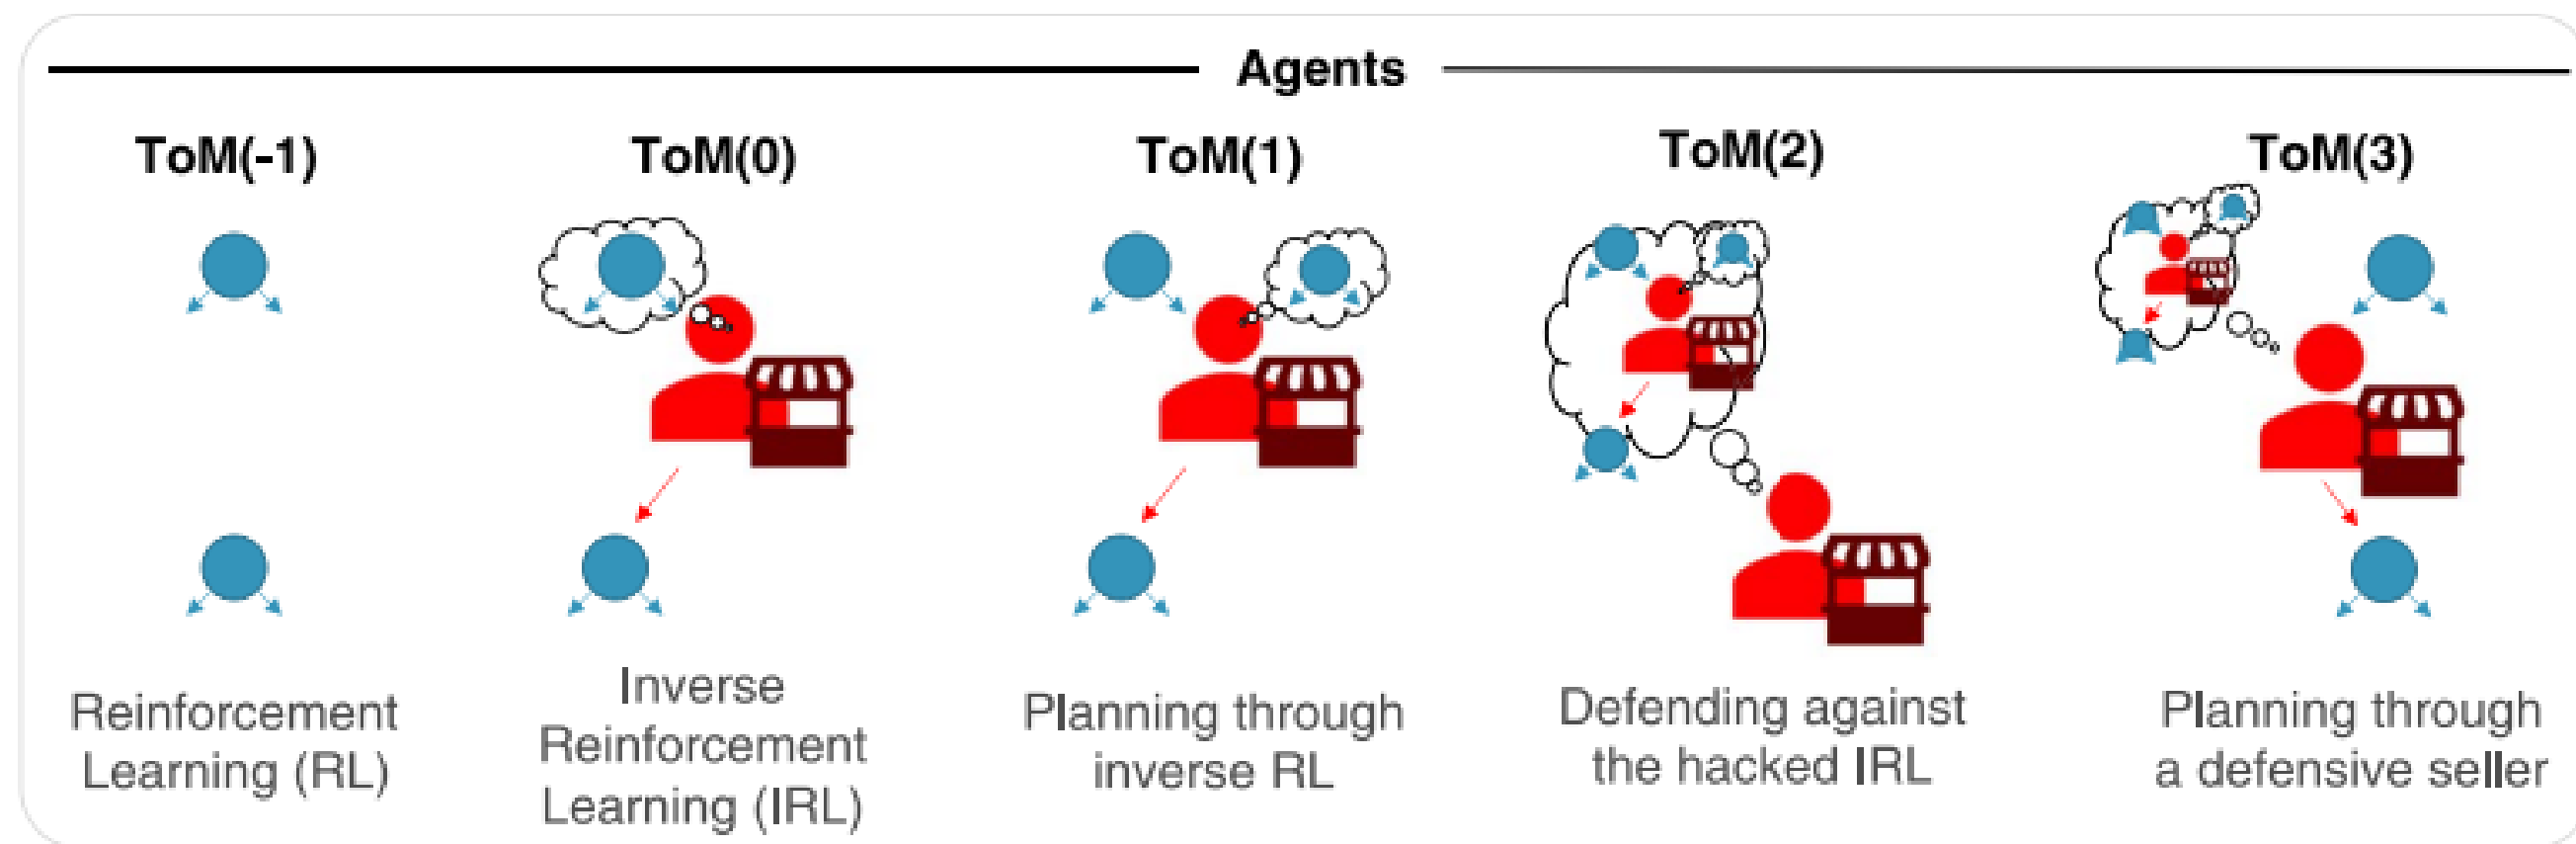 Agents
ToM(-1)
ToM(0)
ToM(1)
ToM(2)
ToM(3)
Reinforcement
Learning (RL)
Inverse
Reinforcement
Learning (IRL)
Planning through
inverse RL
Defending against
the hacked IRL
Planning through
a defensive seller